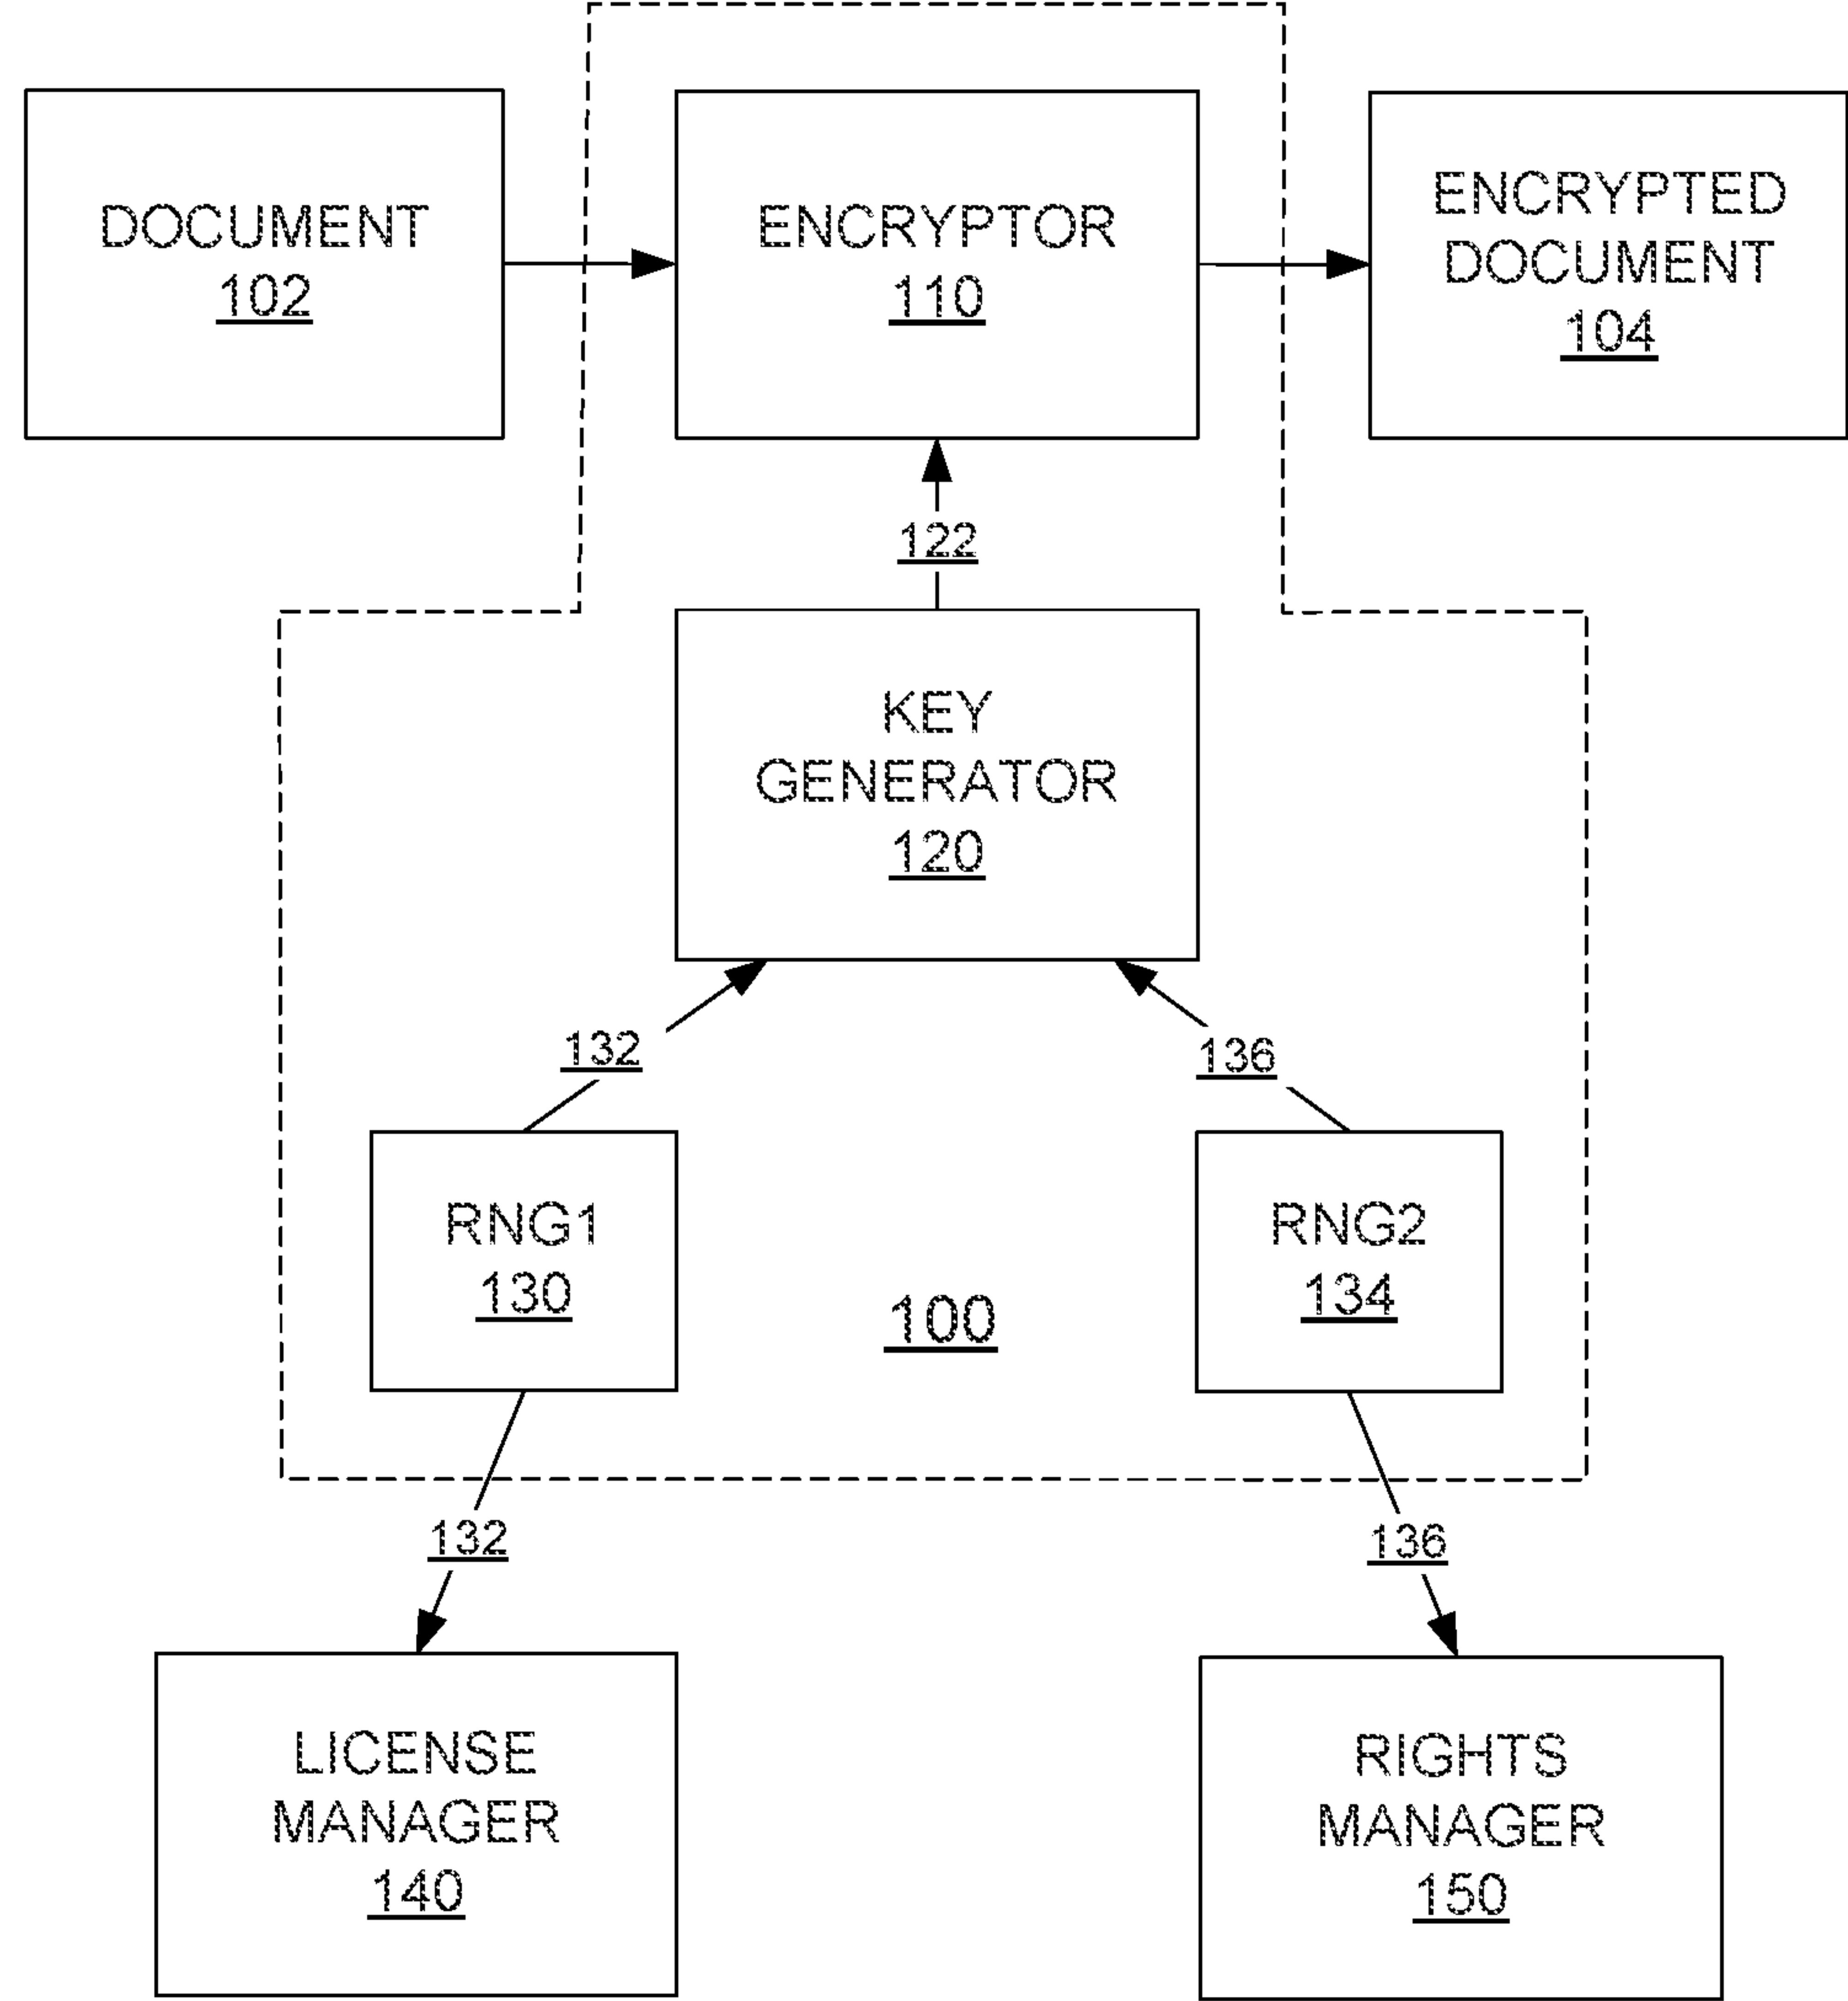 DOCUMENT
102
ENCRYPTOR
110
ENCRYPTED
DOCUMENT
104
122
KEY
GENERATOR
120
132
136
RNG1
130
100
RNG2
134
132
136
LICENSE
MANAGER
140
RIGHTS
MANAGER
150